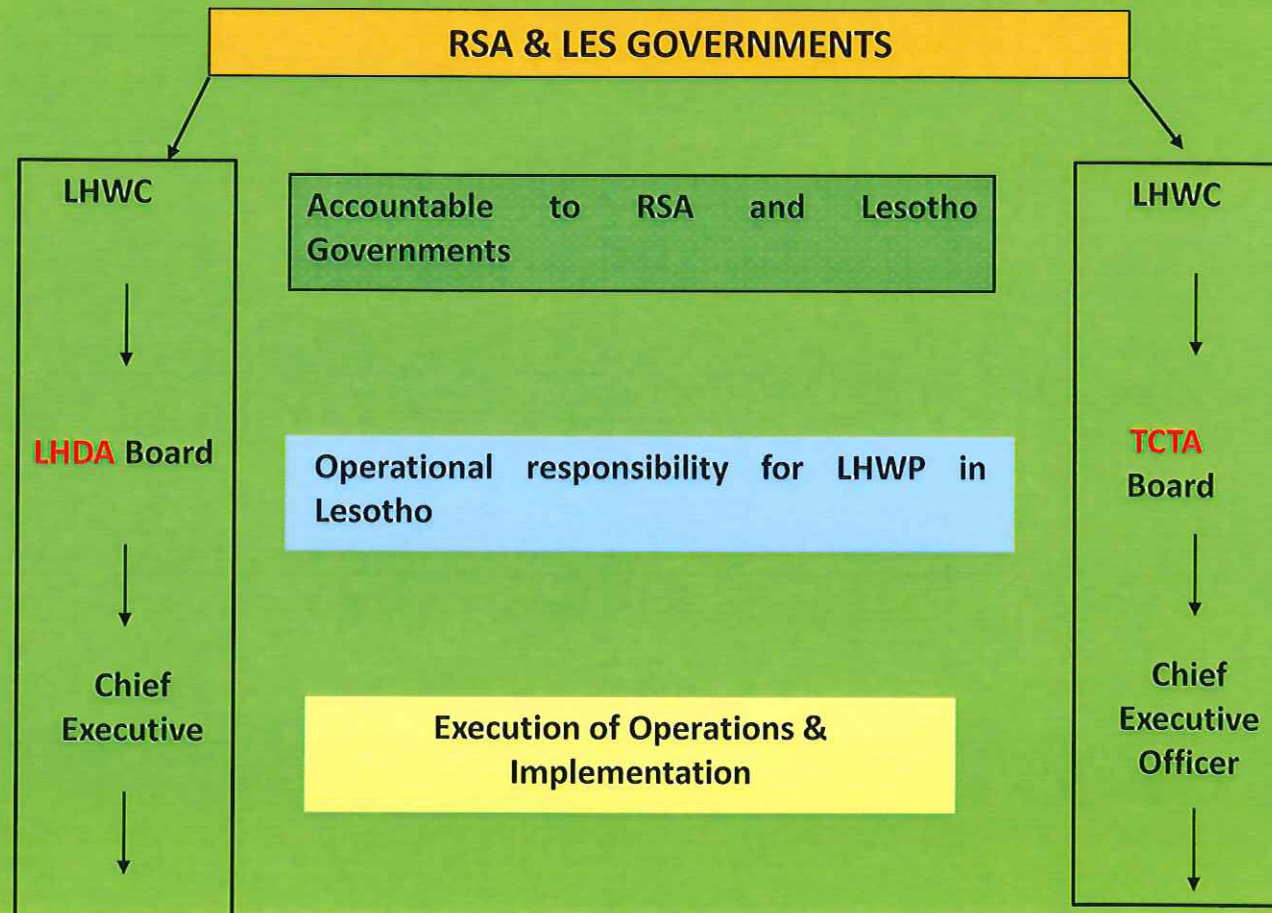 RSA & LES GOVERNMENTS
LHWC
Accountable to RSA and Lesotho
Governments
LHWC
LHDA Board
Operational responsibility for LHWP in
Lesotho
TCTA
Board
Chief
Executive
Execution of Operations &
Implementation
Chief
Executive
Officer